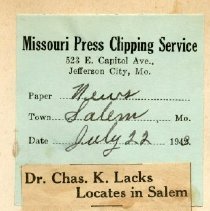 Missouri Press Clipping Service
523 E. Capitol Ave.,
Jefferson City, Mo.
Paper News
Town Salem Mo.
Date July 22 1948
Dr. Chas. K. Lacks
Locates in Salem